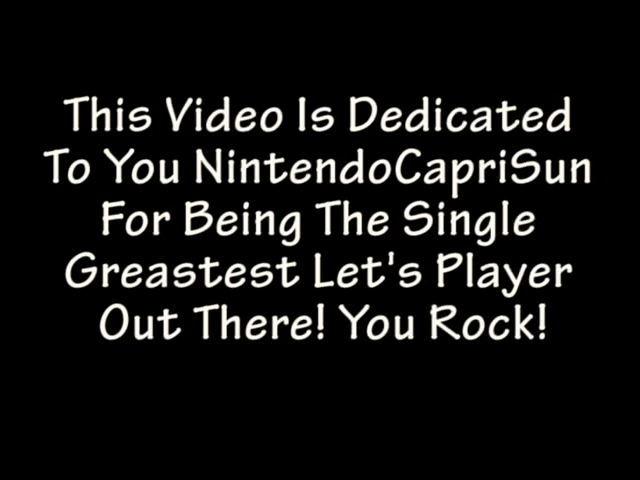 This Video Is Dedicated
To You NintendoCapriSun
For Being The Single
Greastest Let's Player
Out There! You Rock!